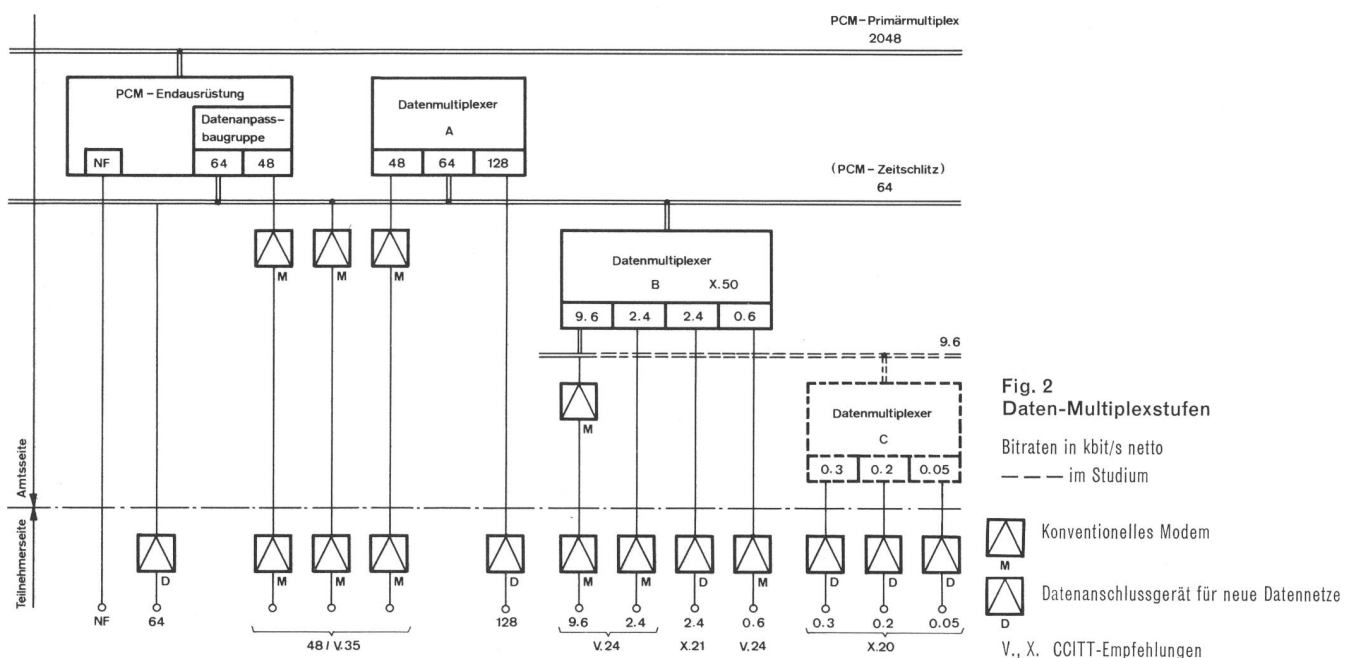 PCM-Primärmultiplex
2048
PCM-Endausrüstung
Datenanpass-
baugruppe
NF
64
48
Datenmultiplexer
A
48
64
128
(PCM-Zeitschlitz)
64
M
M
M
Datenmultiplexer
B X.50
9.6
2.4
2.4
0.6
9.6
M
Datenmultiplexer
C
0.3
0.2
0.05
Amtsseite
Teilnehmerseite
D
M
M
M
D
M
M
D
M
D
D
D
NF
64
128
9.6
2.4
2.4
0.6
0.3
0.2
0.05
48 / V.35
V.24
X.21
V.24
X.20
Fig. 2
Daten-Multiplexstufen
Bitraten in kbit/s netto
im Studium
Konventionelles Modem
M
Datenanschlussgerät für neue Datennetze
D
V., X. CCITT-Empfehlungen